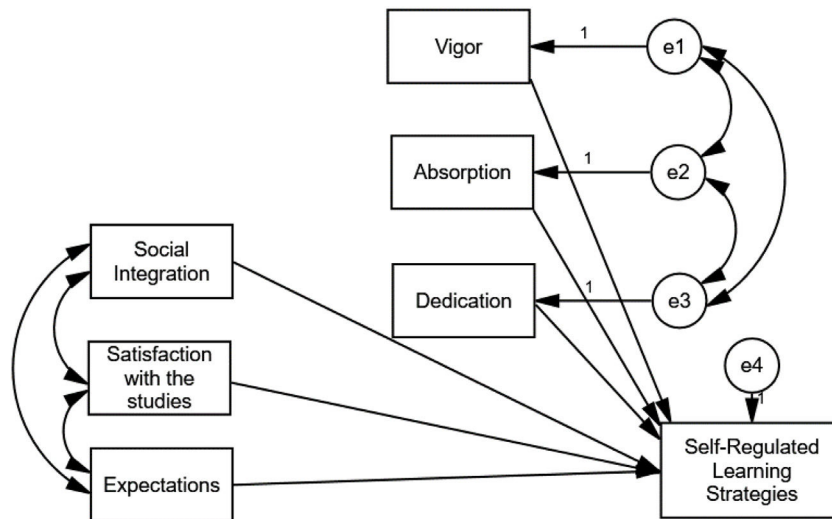 Vigor
1
e1
Absorption
1
e2
Social
Integration
Dedication
1
e3
Satisfaction
with the
studies
e4
1
Expectations
Self-Regulated
Learning
Strategies